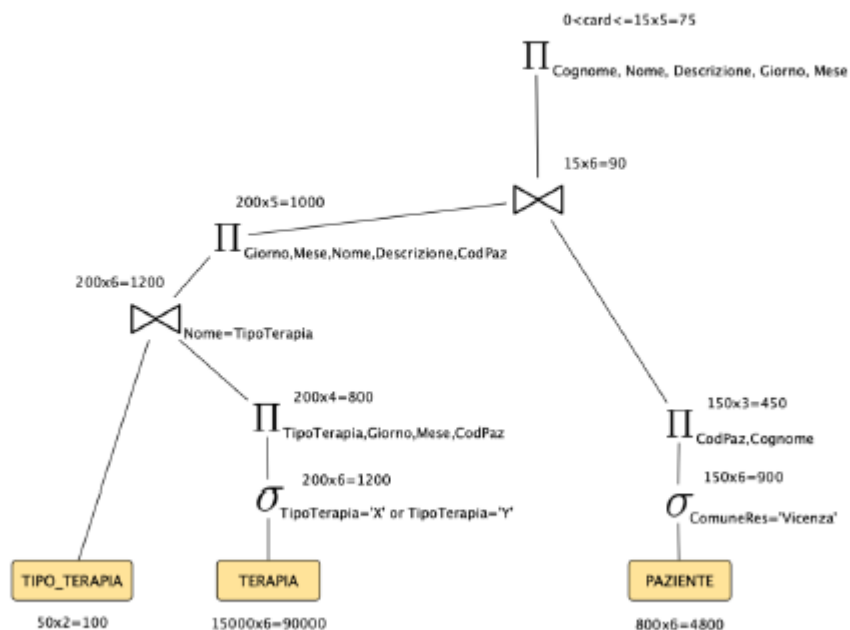 0<card<=15x5=75
Π Cognome, Nome, Descrizione, Giorno, Mese
15x6=90
200x5=1000
Π Giorno,Mese,Nome,Descrizione,CodPaz
200x6=1200
Nome=TipoTerapia
200x4=800
Π TipoTerapia,Giorno,Mese,CodPaz
150x3=450
Π CodPaz,Cognome
200x6=1200
σ TipoTerapia='X' or TipoTerapia='Y'
150x6=900
σ ComuneRes='Vicenza'
TIPO_TERAPIA
TERAPIA
PAZIENTE
50x2=100
15000x6=90000
800x6=4800